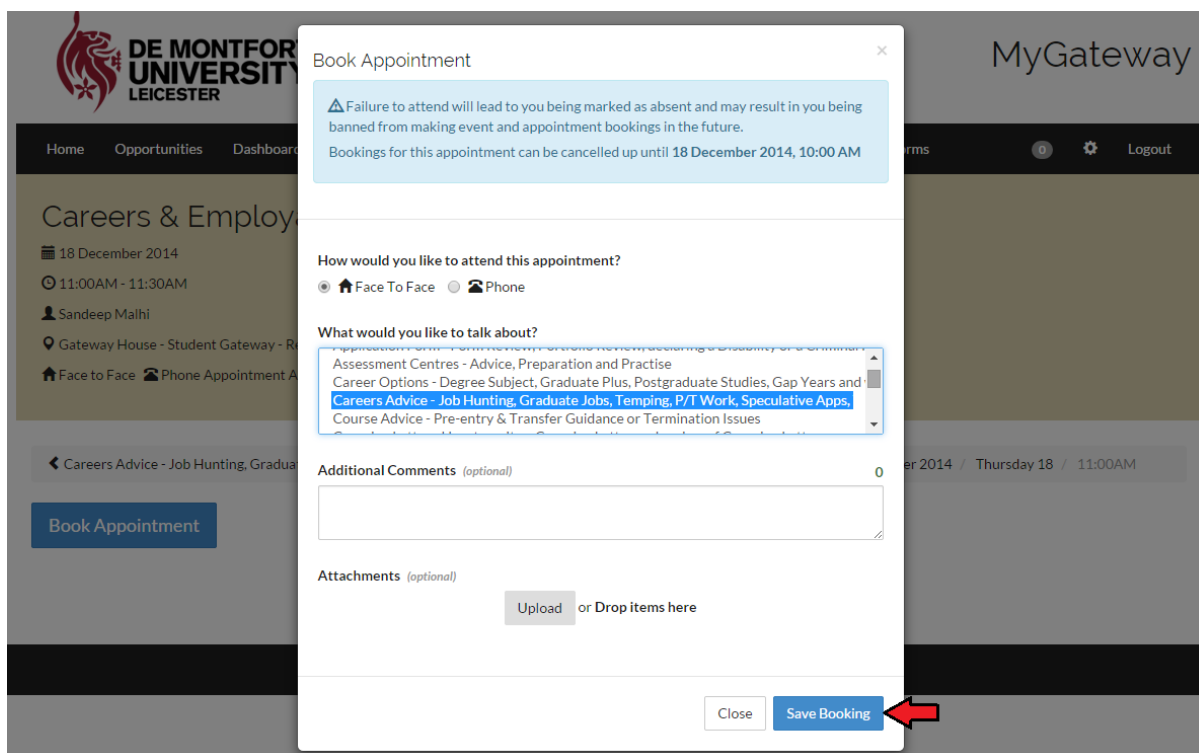 DE MONTFOR
UNIVERSITY
LEICESTER
MyGateway
Home Opportunities Dashboar
rms 0 Logout
Careers & Employa
18 December 2014
11:00AM - 11:30AM
Sandeep Malhi
Gateway House - Student Gateway - Re
Face to Face Phone Appointment A
Careers Advice - Job Hunting, Gradua
er 2014 / Thursday 18 / 11:00AM
Book Appointment
Book Appointment ×
Failure to attend will lead to you being marked as absent and may result in you being
banned from making event and appointment bookings in the future.
Bookings for this appointment can be cancelled up until 18 December 2014, 10:00 AM
How would you like to attend this appointment?
Face To Face Phone
What would you like to talk about?
Assessment Centres - Advice, Preparation and Practise
Career Options - Degree Subject, Graduate Plus, Postgraduate Studies, Gap Years and
Careers Advice - Job Hunting, Graduate Jobs, Temping, P/T Work, Speculative Apps,
Course Advice - Pre-entry & Transfer Guidance or Termination Issues
Additional Comments (optional) 0
Attachments (optional)
Upload or Drop items here
Close Save Booking